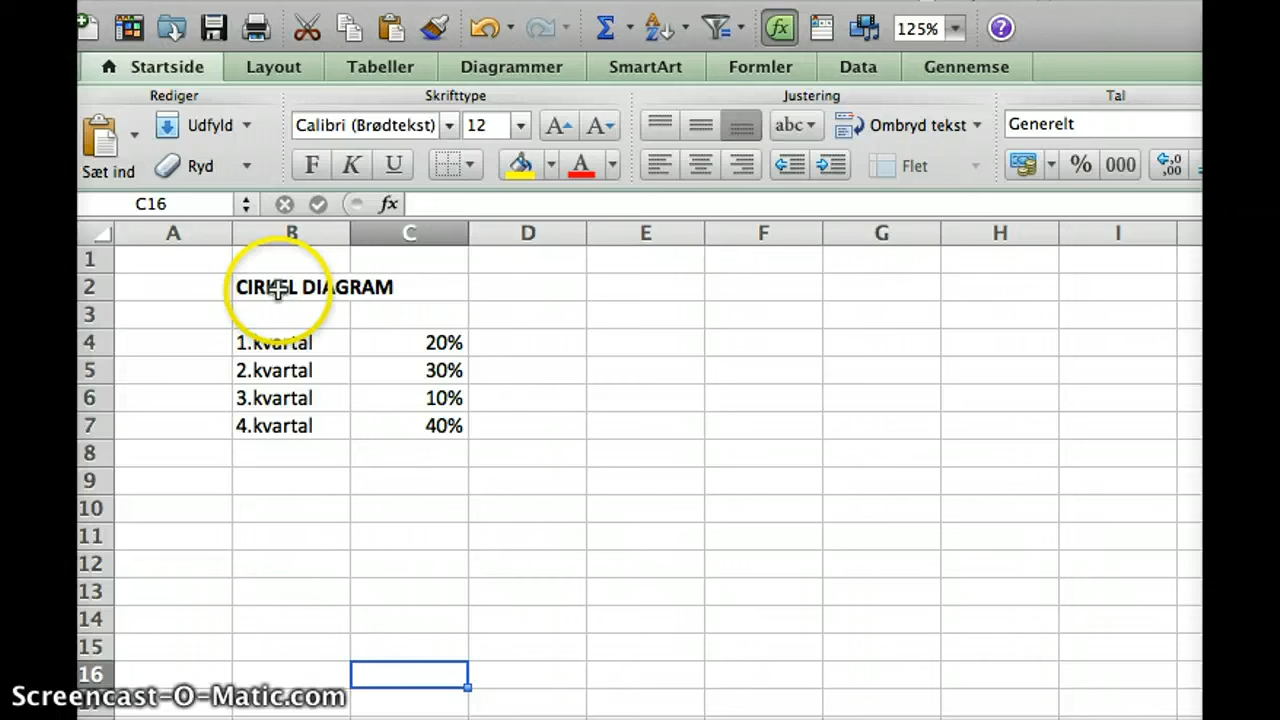 125%
Startside Layout Tabeller Diagrammer SmartArt Formler Data Gennemse
Rediger Skrifttype Justering Tal
Udfyld Calibri (Brødtekst) 12 A A abc Ombryd tekst Generelt
Sæt ind Ryd F K U A Flet % 000 ,0 ,00
C16 fx
A B C D E F G H I
1
2 CIRKEL DIAGRAM
3
4 1.kvartal 20%
5 2.kvartal 30%
6 3.kvartal 10%
7 4.kvartal 40%
8
9
10
11
12
13
14
15
16
Screencast-O-Matic.com